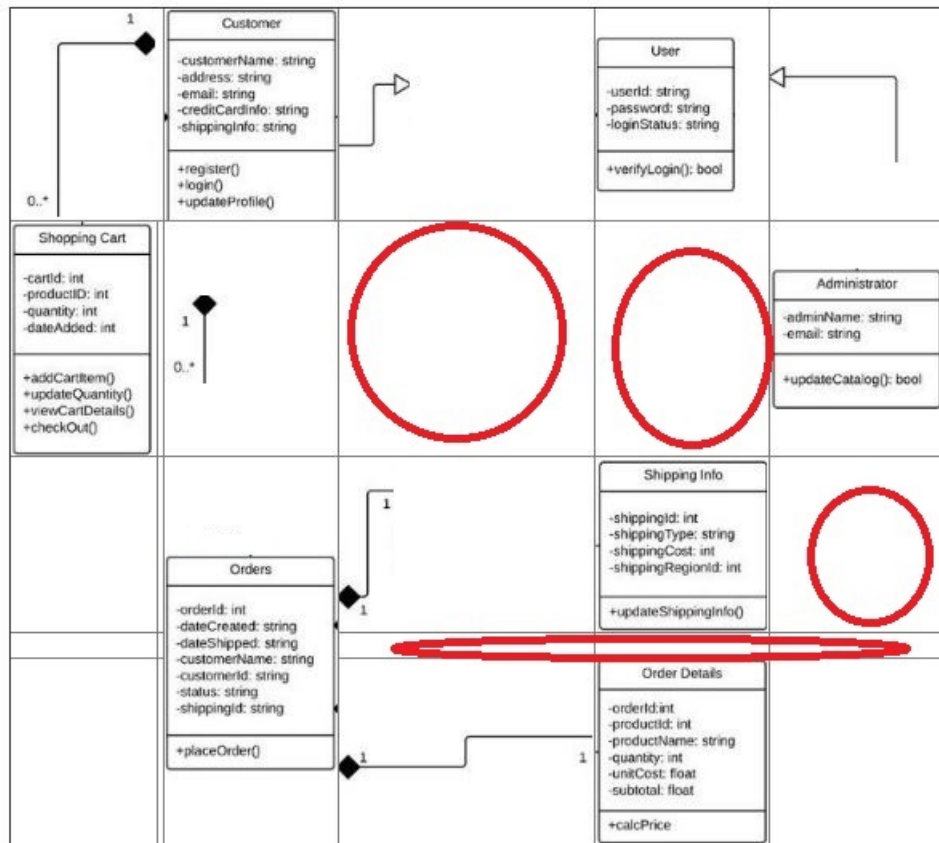 1
Customer
-customerName: string
-address: string
-email: string
-creditCardInfo: string
-shippingInfo: string
+register()
+login()
+updateProfile()
0..*
User
-userId: string
-password: string
-loginStatus: string
+verifyLogin(): bool
Shopping Cart
-cartId: int
-productID: int
-quantity: int
-dateAdded: int
+addCartItem()
+updateQuantity()
+viewCartDetails()
+checkOut()
1
0..*
Administrator
-adminName: string
-email: string
+updateCatalog(): bool
Orders
-orderId: int
-dateCreated: string
-dateShipped: string
-customerName: string
-customerId: string
-status: string
-shippingId: string
+placeOrder()
1
1
Shipping Info
-shippingId: int
-shippingType: string
-shippingCost: int
-shippingRegionId: int
+updateShippingInfo()
1
1
Order Details
-orderId:int
-productId: int
-productName: string
-quantity: int
-unitCost: float
-subtotal: float
+calcPrice